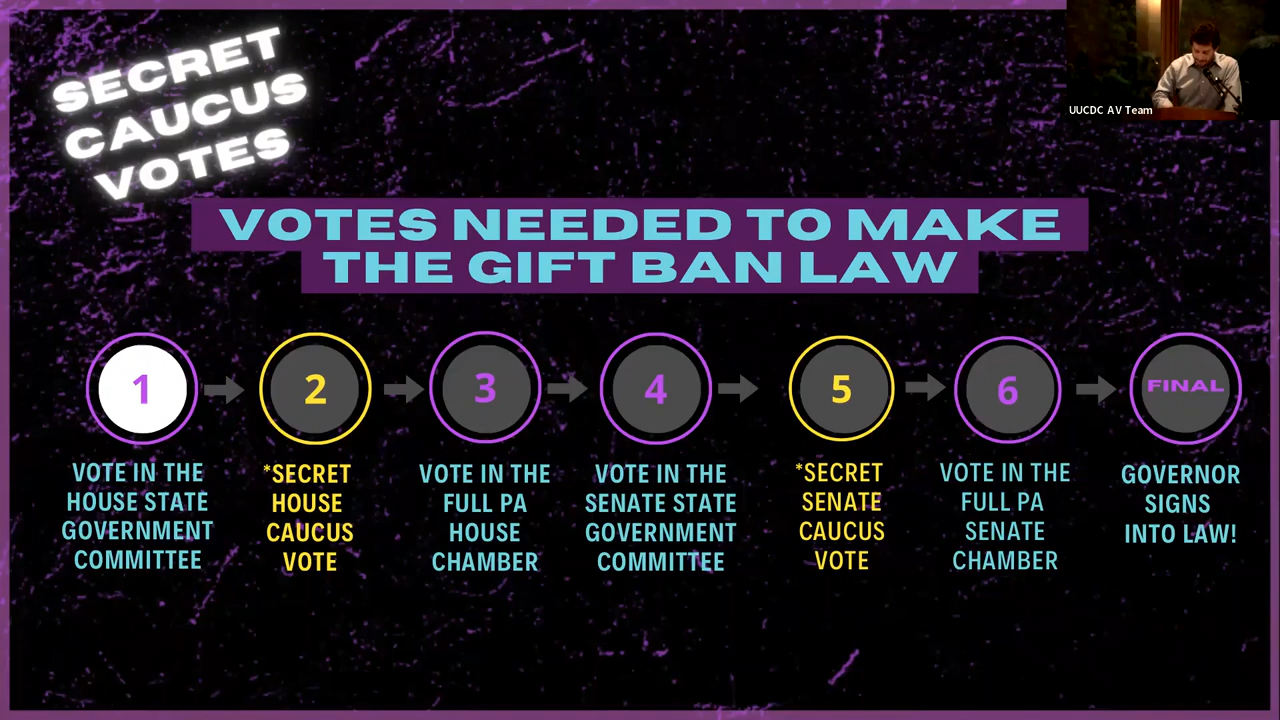 SECRET
CAUCUS
VOTES
UUCDC AV Team
VOTES NEEDED TO MAKE
THE GIFT BAN LAW
1
VOTE IN THE
HOUSE STATE
GOVERNMENT
COMMITTEE
2
*SECRET
HOUSE
CAUCUS
VOTE
3
VOTE IN THE
FULL PA
HOUSE
CHAMBER
4
VOTE IN THE
SENATE STATE
GOVERNMENT
COMMITTEE
5
*SECRET
SENATE
CAUCUS
VOTE
6
VOTE IN THE
FULL PA
SENATE
CHAMBER
FINAL
GOVERNOR
SIGNS
INTO LAW!